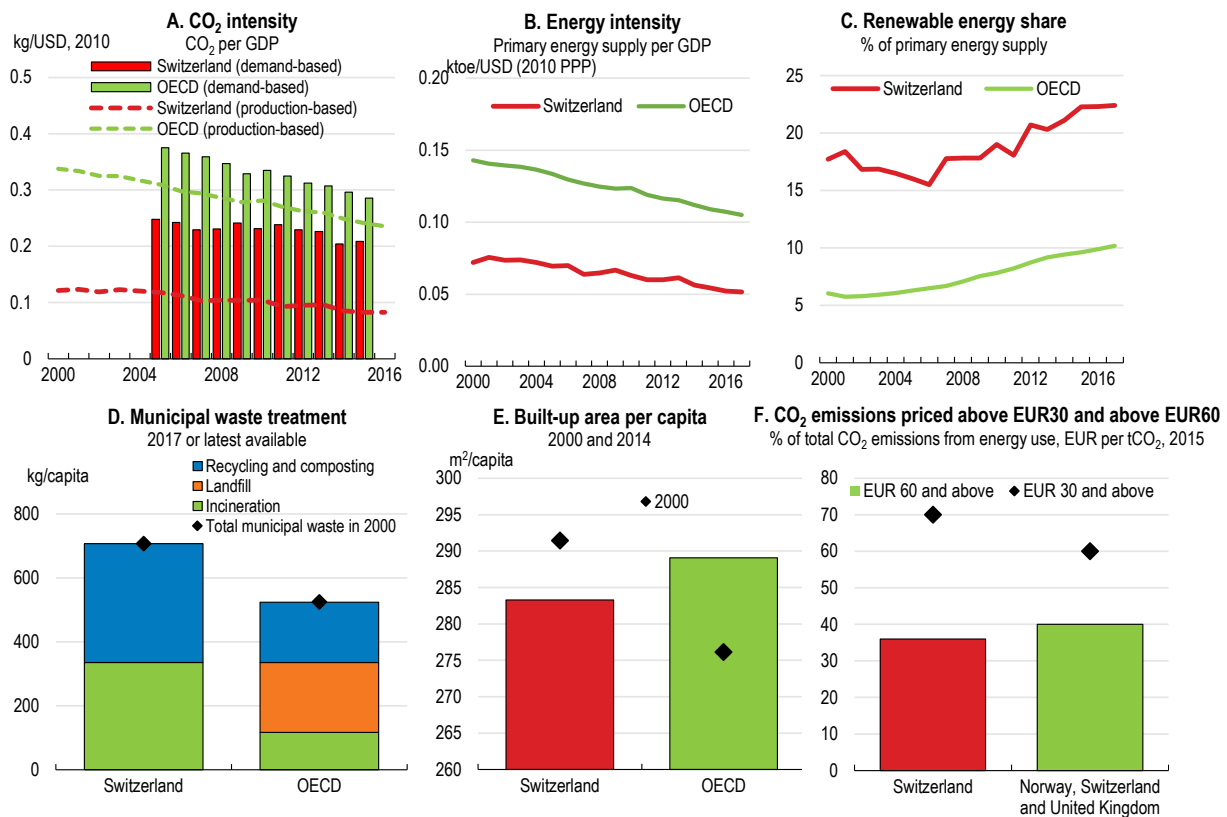 A. CO₂ intensity
CO₂ per GDP
kg/USD, 2010
Switzerland (demand-based)
OECD (demand-based)
Switzerland (production-based)
OECD (production-based)
0.5
0.4
0.3
0.2
0.1
0
2000 2004 2008 2012 2016
B. Energy intensity
Primary energy supply per GDP
ktoe/USD (2010 PPP)
Switzerland OECD
0.20
0.15
0.10
0.05
0.00
2000 2004 2008 2012 2016
C. Renewable energy share
% of primary energy supply
Switzerland OECD
25
20
15
10
5
0
2000 2004 2008 2012 2016
D. Municipal waste treatment
2017 or latest available
kg/capita
Recycling and composting
Landfill
Incineration
Total municipal waste in 2000
800
600
400
200
0
Switzerland OECD
E. Built-up area per capita
2000 and 2014
m²/capita
2000
300
295
290
285
280
275
270
265
260
Switzerland OECD
F. CO₂ emissions priced above EUR30 and above EUR60
% of total CO₂ emissions from energy use, EUR per tCO₂, 2015
EUR 60 and above EUR 30 and above
80
70
60
50
40
30
20
10
0
Switzerland Norway, Switzerland
and United Kingdom